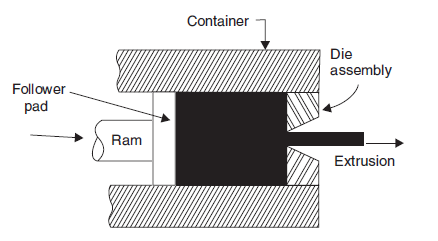 Container
Die
assembly
Follower
pad
Ram
Extrusion